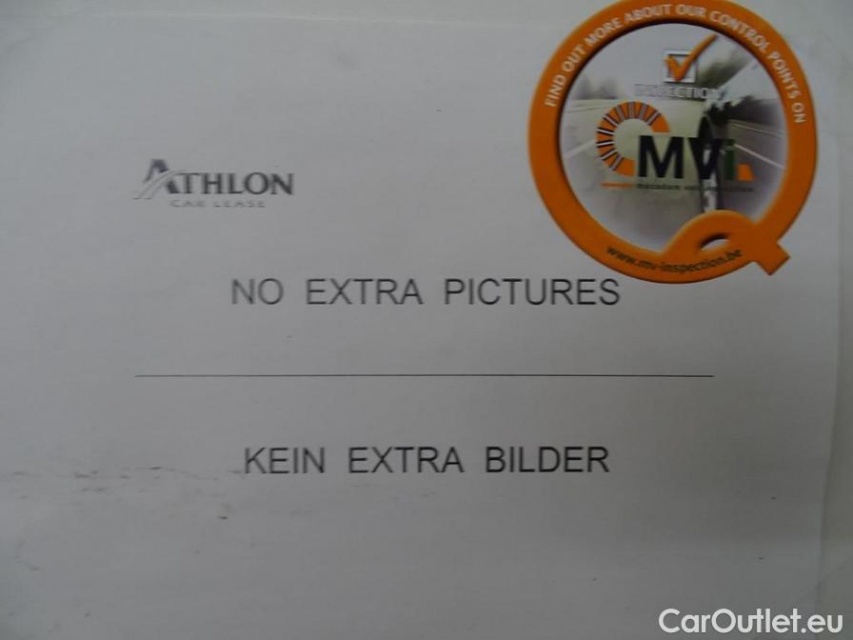 FIND OUT MORE ABOUT OUR CONTROL POINTS ON
INSPECTION
MVi
www.mv-inspection.be
ATHLON
CAR LEASE
NO EXTRA PICTURES
KEIN EXTRA BILDER
CarOutlet.eu